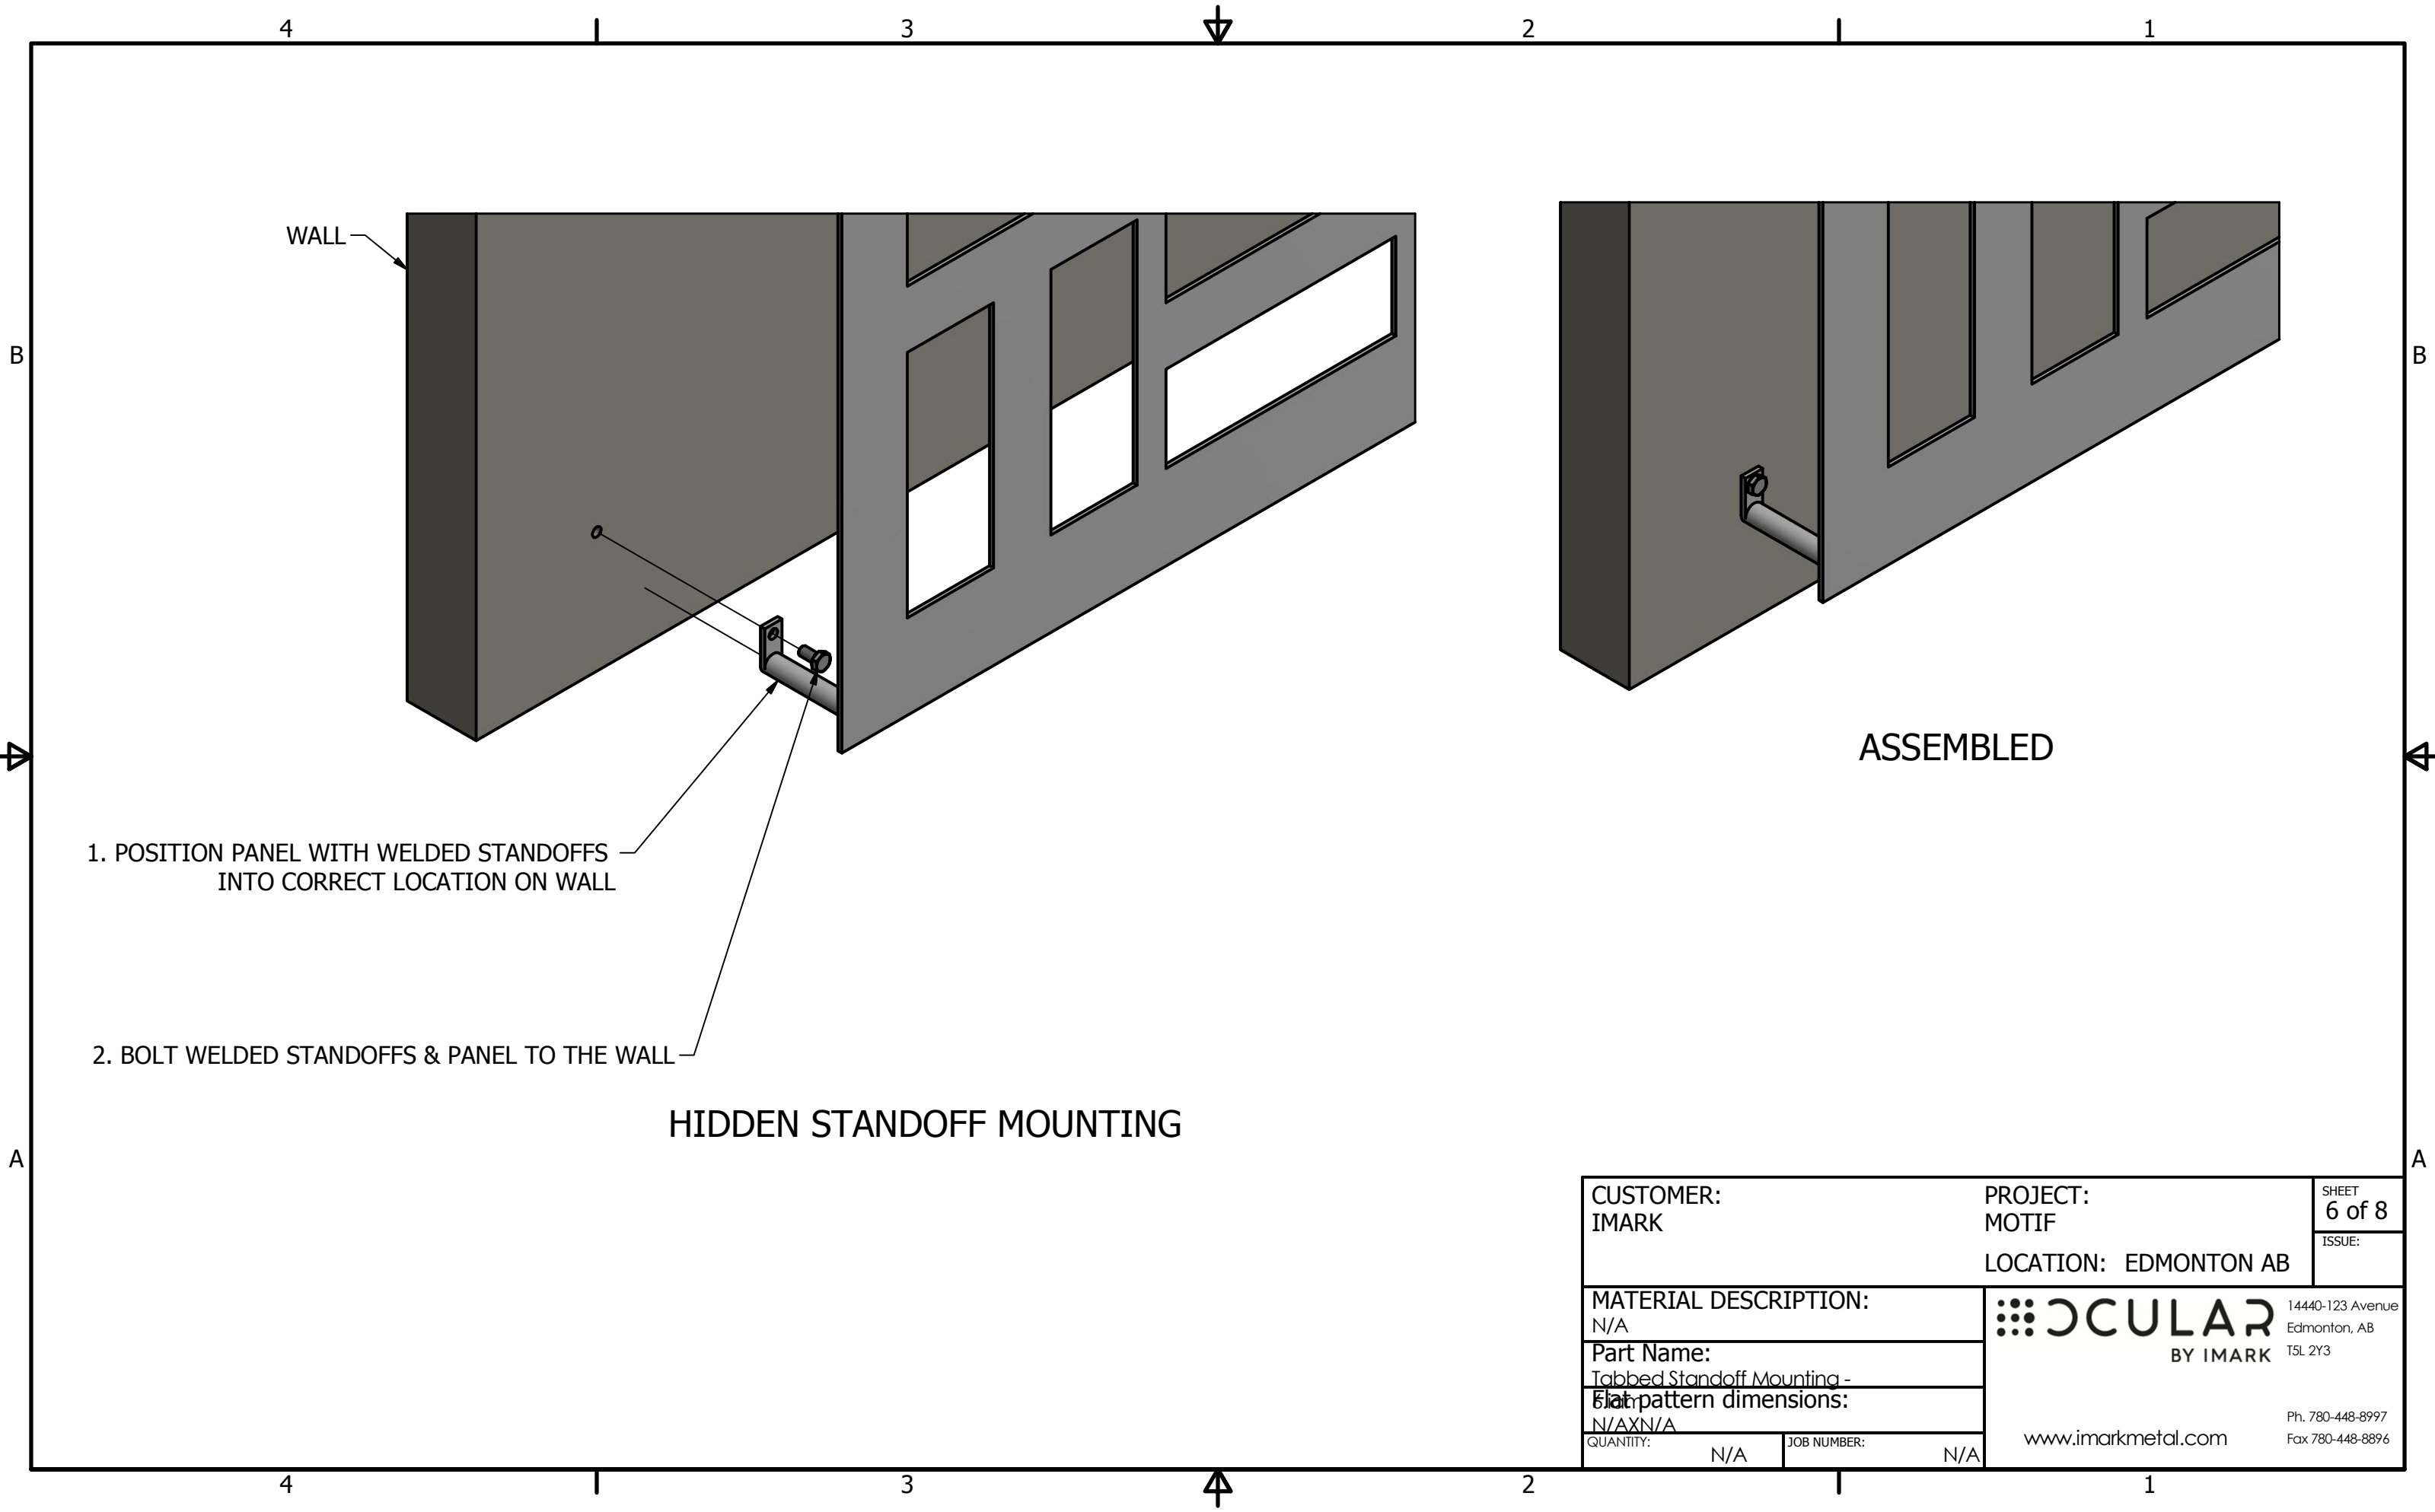 4 3 2 1
B B
WALL
ASSEMBLED
1. POSITION PANEL WITH WELDED STANDOFFS
INTO CORRECT LOCATION ON WALL
2. BOLT WELDED STANDOFFS & PANEL TO THE WALL
HIDDEN STANDOFF MOUNTING
A A
CUSTOMER:
IMARK
PROJECT:
MOTIF
LOCATION: EDMONTON AB
SHEET
6 of 8
ISSUE:
MATERIAL DESCRIPTION:
N/A
Part Name:
Tabbed Standoff Mounting -
Flat pattern dimensions:
N/AXN/A
QUANTITY: N/A
JOB NUMBER: N/A
OCULAR
BY IMARK
14440-123 Avenue
Edmonton, AB
T5L 2Y3
www.imarkmetal.com
Ph. 780-448-8997
Fax 780-448-8896
4 3 2 1